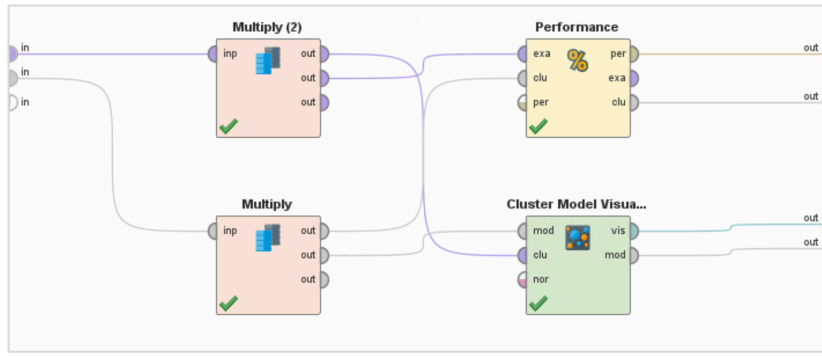 Multiply (2)
Performance
in
inp
out
exa
per
out
in
out
clu
exa
in
out
per
clu
out
Multiply
Cluster Model Visua...
inp
out
mod
vis
out
out
clu
mod
out
out
nor